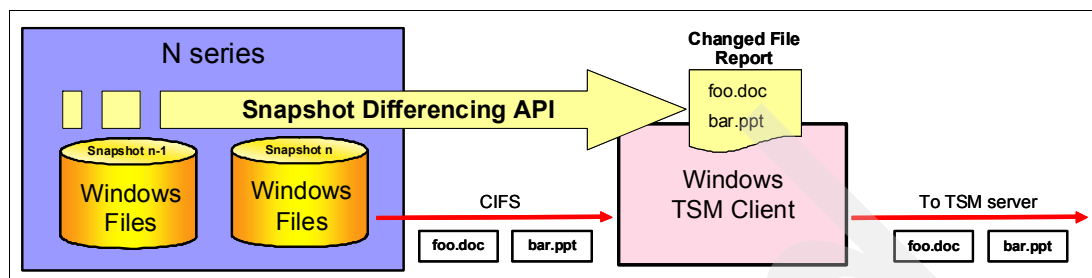 N series
Changed File
Report
foo.doc
bar.ppt
Snapshot Differencing API
Snapshot n-1
Windows
Files
Snapshot n
Windows
Files
CIFS
foo.doc
bar.ppt
Windows
TSM Client
To TSM server
foo.doc
bar.ppt